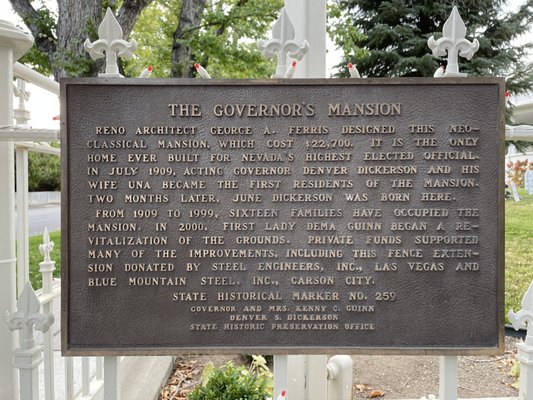 THE GOVERNOR'S MANSION
RENO ARCHITECT GEORGE A. FERRIS DESIGNED THIS NEO-
CLASSICAL MANSION, WHICH COST $22,700. IT IS THE ONLY
HOME EVER BUILT FOR NEVADA'S HIGHEST ELECTED OFFICIAL.
IN JULY 1909, ACTING GOVERNOR DENVER DICKERSON AND HIS
WIFE UNA BECAME THE FIRST RESIDENTS OF THE MANSION.
TWO MONTHS LATER, JUNE DICKERSON WAS BORN HERE.
FROM 1909 TO 1999, SIXTEEN FAMILIES HAVE OCCUPIED THE
MANSION. IN 2000, FIRST LADY DEMA GUINN BEGAN A RE-
VITALIZATION OF THE GROUNDS. PRIVATE FUNDS SUPPORTED
MANY OF THE IMPROVEMENTS, INCLUDING THIS FENCE EXTEN-
SION DONATED BY STEEL ENGINEERS, INC., LAS VEGAS AND
BLUE MOUNTAIN STEEL, INC., CARSON CITY.
STATE HISTORICAL MARKER NO. 259
GOVERNOR AND MRS. KENNY C. GUINN
DENVER S. DICKERSON
STATE HISTORIC PRESERVATION OFFICE